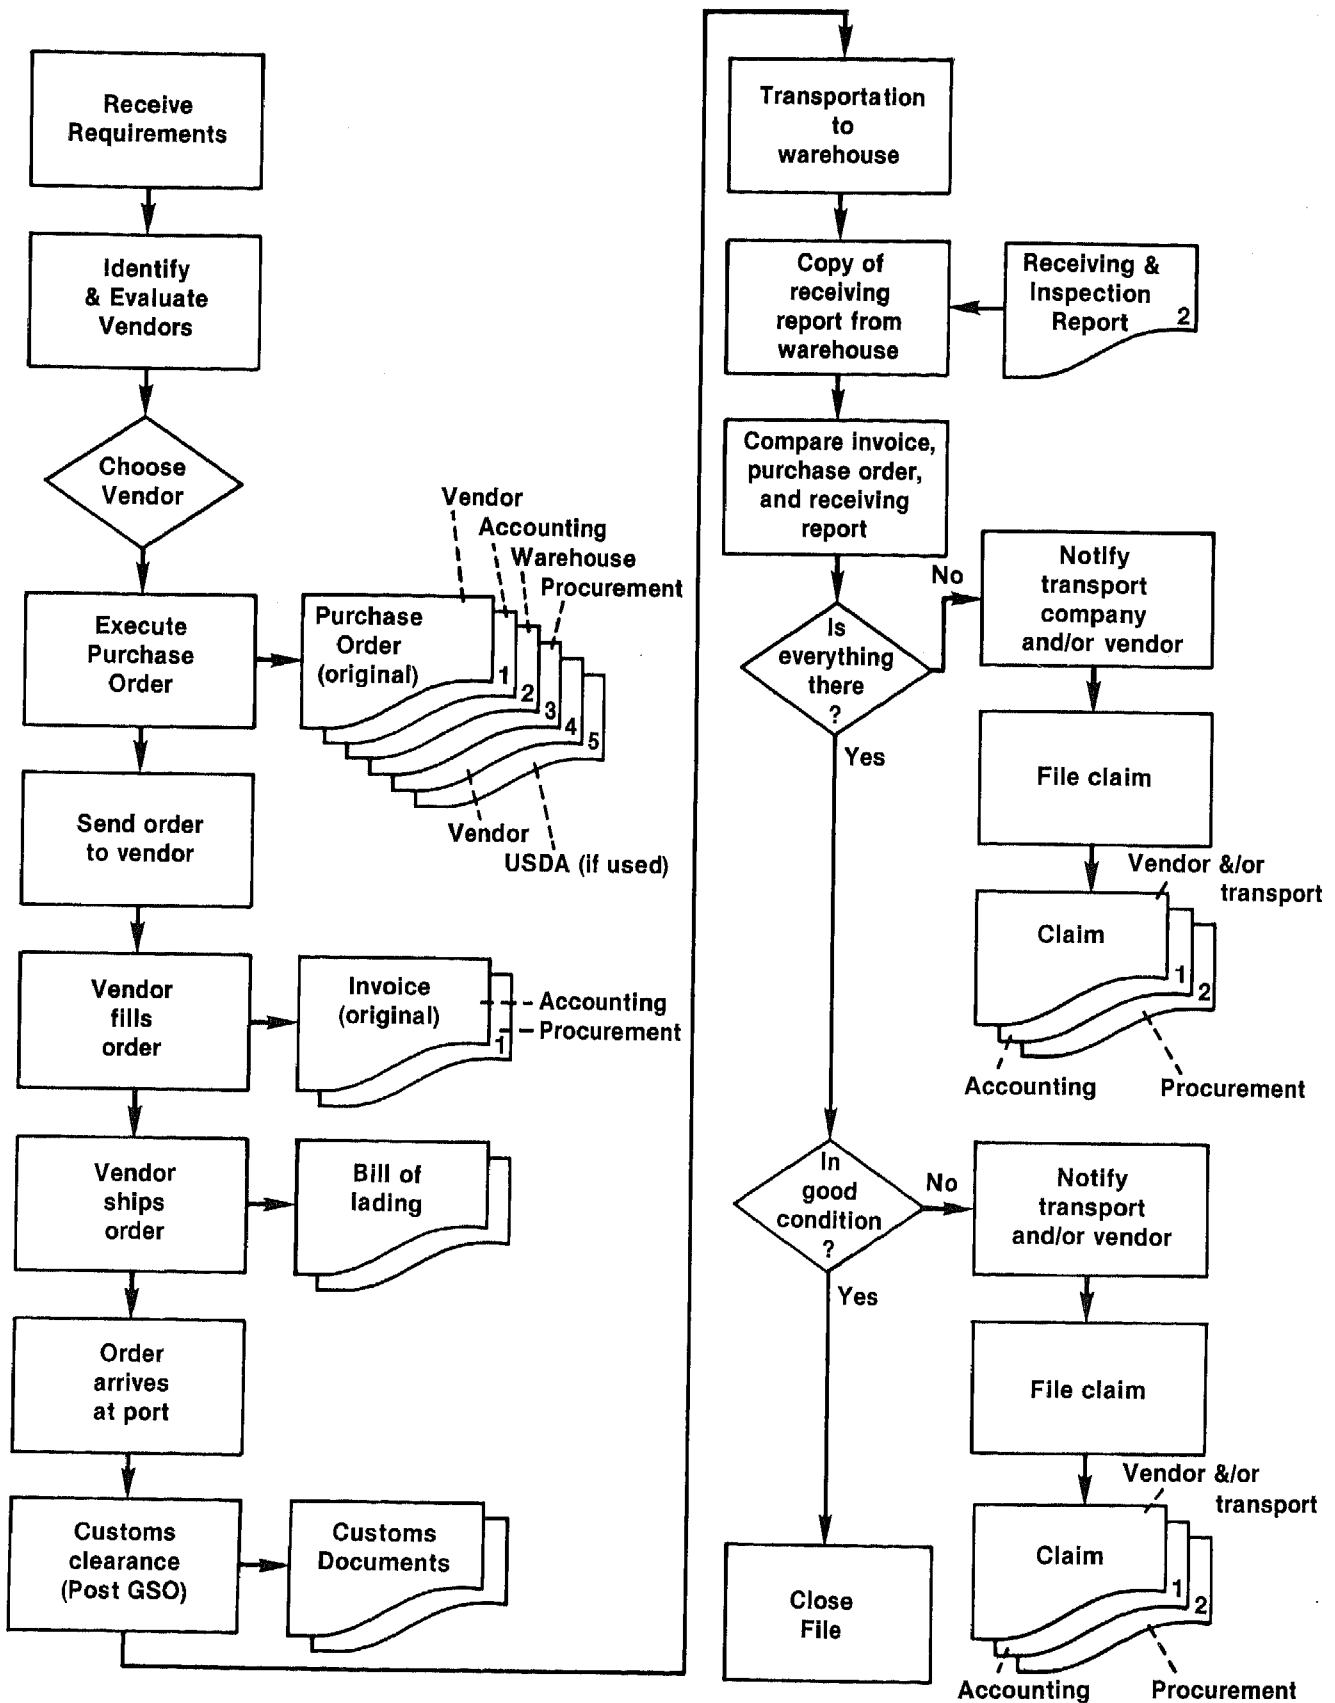 Receive
Requirements
Identify
& Evaluate
Vendors
Choose
Vendor
Execute
Purchase
Order
Vendor
Accounting
Warehouse
Procurement
Purchase
Order
(original)
1
2
3
4
5
Vendor
USDA (if used)
Send order
to vendor
Vendor
fills
order
Invoice
(original)
1
Accounting
Procurement
Vendor
ships
order
Bill of
lading
Order
arrives
at port
Customs
clearance
(Post GSO)
Customs
Documents
Transportation
to
warehouse
Copy of
receiving
report from
warehouse
Receiving &
Inspection
Report
2
Compare invoice,
purchase order,
and receiving
report
Is
everything
there
?
No
Yes
Notify
transport
company
and/or vendor
File claim
Vendor &/or
transport
Claim
1
2
Accounting
Procurement
In
good
condition
?
No
Yes
Notify
transport
and/or vendor
File claim
Vendor &/or
transport
Claim
1
2
Accounting
Procurement
Close
File